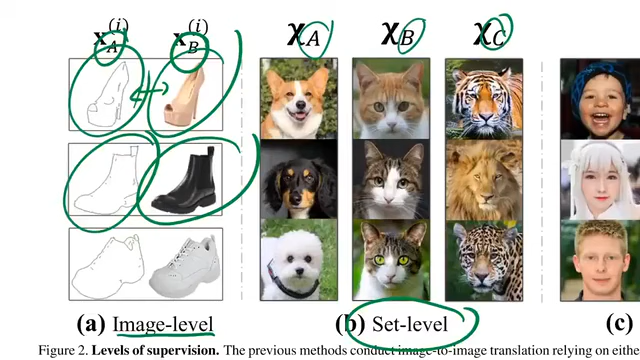 x_A^(i) x_B^(i) χ_A χ_B χ_C
(a) Image-level (b) Set-level (c)
Figure 2. Levels of supervision. The previous methods conduct image-to-image translation relying on eithe